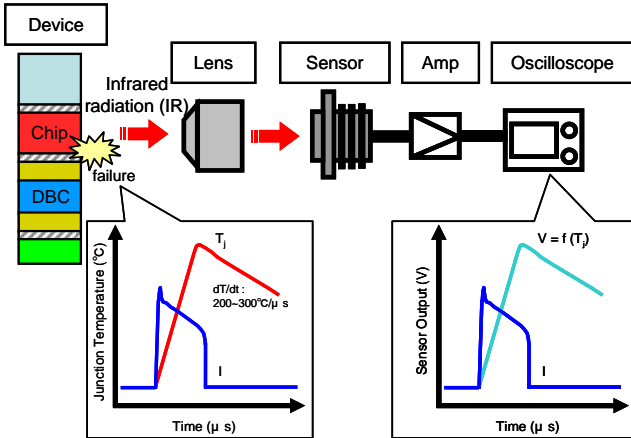 Device
Lens
Sensor
Amp
Oscilloscope
Infrared
radiation (IR)
Chip
failure
DBC
Junction Temperature (℃)
Tj
dT/dt :
200~300℃/μ s
I
Time (μ s)
Sensor Output (V)
V = f (Tj)
I
Time (μ s)